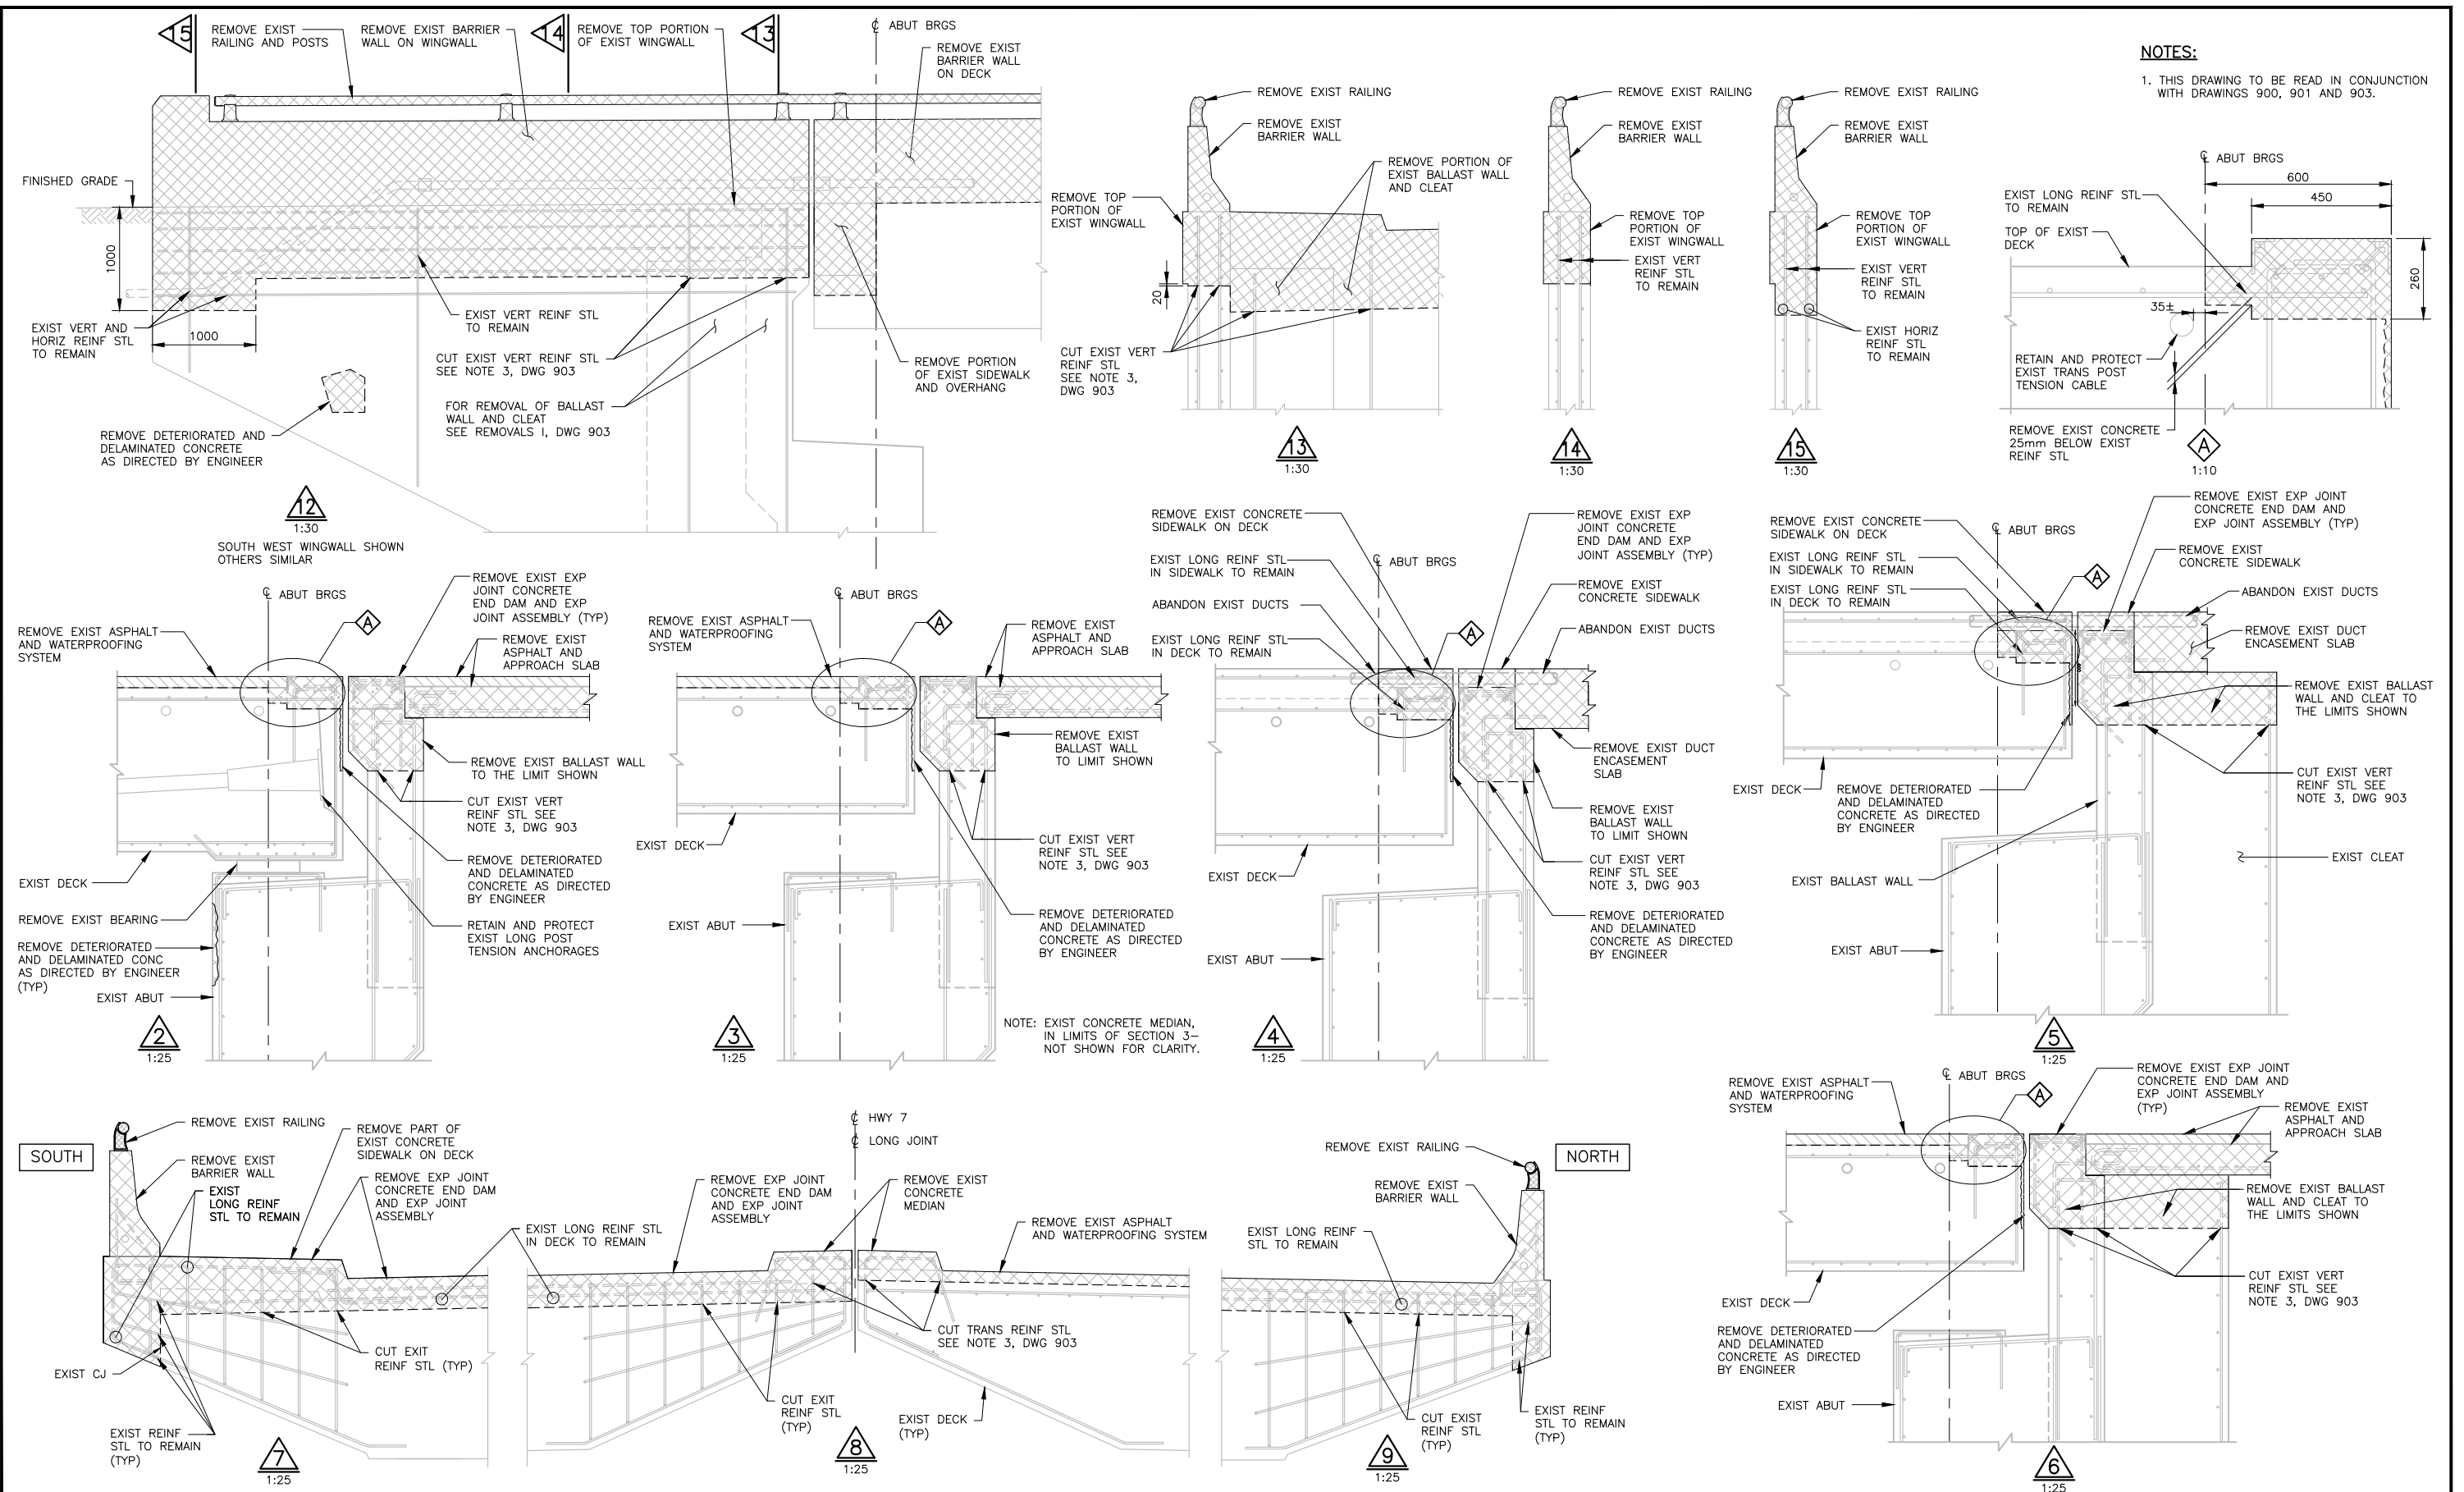 15
REMOVE EXIST
RAILING AND POSTS
REMOVE EXIST BARRIER
WALL ON WINGWALL
14
REMOVE TOP PORTION
OF EXIST WINGWALL
13
℄ ABUT BRGS
REMOVE EXIST
BARRIER WALL
ON DECK
FINISHED GRADE
1000
EXIST VERT AND
HORIZ REINF STL
TO REMAIN
1000
EXIST VERT REINF STL
TO REMAIN
CUT EXIST VERT REINF STL
SEE NOTE 3, DWG 903
FOR REMOVAL OF BALLAST
WALL AND CLEAT
SEE REMOVALS I, DWG 903
REMOVE PORTION
OF EXIST SIDEWALK
AND OVERHANG
REMOVE DETERIORATED AND
DELAMINATED CONCRETE
AS DIRECTED BY ENGINEER
12
1:30
SOUTH WEST WINGWALL SHOWN
OTHERS SIMILAR
REMOVE EXIST RAILING
REMOVE EXIST
BARRIER WALL
REMOVE PORTION OF
EXIST BALLAST WALL
AND CLEAT
REMOVE TOP
PORTION OF
EXIST WINGWALL
20
CUT EXIST VERT
REINF STL
SEE NOTE 3,
DWG 903
13
1:30
REMOVE EXIST RAILING
REMOVE EXIST
BARRIER WALL
REMOVE TOP
PORTION OF
EXIST WINGWALL
EXIST VERT
REINF STL
TO REMAIN
14
1:30
REMOVE EXIST RAILING
REMOVE EXIST
BARRIER WALL
REMOVE TOP
PORTION OF
EXIST WINGWALL
EXIST VERT
REINF STL
TO REMAIN
EXIST HORIZ
REINF STL
TO REMAIN
15
1:30
NOTES:
1. THIS DRAWING TO BE READ IN CONJUNCTION
WITH DRAWINGS 900, 901 AND 903.
℄ ABUT BRGS
600
450
EXIST LONG REINF STL
TO REMAIN
TOP OF EXIST
DECK
260
35±
RETAIN AND PROTECT
EXIST TRANS POST
TENSION CABLE
REMOVE EXIST CONCRETE
25mm BELOW EXIST
REINF STL
A
1:10
℄ ABUT BRGS
REMOVE EXIST EXP
JOINT CONCRETE
END DAM AND EXP
JOINT ASSEMBLY (TYP)
A
REMOVE EXIST ASPHALT
AND WATERPROOFING
SYSTEM
REMOVE EXIST
ASPHALT AND
APPROACH SLAB
REMOVE EXIST BALLAST WALL
TO THE LIMIT SHOWN
CUT EXIST VERT
REINF STL SEE
NOTE 3, DWG 903
REMOVE DETERIORATED
AND DELAMINATED
CONCRETE AS DIRECTED
BY ENGINEER
EXIST DECK
REMOVE EXIST BEARING
REMOVE DETERIORATED
AND DELAMINATED CONC
AS DIRECTED BY ENGINEER
(TYP)
RETAIN AND PROTECT
EXIST LONG POST
TENSION ANCHORAGES
EXIST ABUT
2
1:25
℄ ABUT BRGS
A
REMOVE EXIST ASPHALT
AND WATERPROOFING
SYSTEM
REMOVE EXIST
ASPHALT AND
APPROACH SLAB
REMOVE EXIST
BALLAST WALL
TO LIMIT SHOWN
CUT EXIST VERT
REINF STL SEE
NOTE 3, DWG 903
EXIST DECK
REMOVE DETERIORATED
AND DELAMINATED
CONCRETE AS DIRECTED
BY ENGINEER
EXIST ABUT
3
1:25
NOTE: EXIST CONCRETE MEDIAN,
IN LIMITS OF SECTION 3–
NOT SHOWN FOR CLARITY.
REMOVE EXIST CONCRETE
SIDEWALK ON DECK
EXIST LONG REINF STL
IN SIDEWALK TO REMAIN
ABANDON EXIST DUCTS
EXIST LONG REINF STL
IN DECK TO REMAIN
℄ ABUT BRGS
A
REMOVE EXIST EXP
JOINT CONCRETE
END DAM AND EXP
JOINT ASSEMBLY (TYP)
REMOVE EXIST
CONCRETE SIDEWALK
ABANDON EXIST DUCTS
REMOVE EXIST DUCT
ENCASEMENT
SLAB
REMOVE EXIST
BALLAST WALL
TO LIMIT SHOWN
CUT EXIST VERT
REINF STL SEE
NOTE 3, DWG 903
REMOVE DETERIORATED
AND DELAMINATED
CONCRETE AS DIRECTED
BY ENGINEER
EXIST DECK
EXIST ABUT
4
1:25
REMOVE EXIST CONCRETE
SIDEWALK ON DECK
EXIST LONG REINF STL
IN SIDEWALK TO REMAIN
EXIST LONG REINF STL
IN DECK TO REMAIN
℄ ABUT BRGS
A
REMOVE EXIST EXP JOINT
CONCRETE END DAM AND
EXP JOINT ASSEMBLY (TYP)
REMOVE EXIST
CONCRETE SIDEWALK
ABANDON EXIST DUCTS
REMOVE EXIST DUCT
ENCASEMENT SLAB
REMOVE EXIST BALLAST
WALL AND CLEAT TO
THE LIMITS SHOWN
CUT EXIST VERT
REINF STL SEE
NOTE 3, DWG 903
EXIST DECK
REMOVE DETERIORATED
AND DELAMINATED
CONCRETE AS DIRECTED
BY ENGINEER
EXIST CLEAT
EXIST BALLAST WALL
EXIST ABUT
5
1:25
SOUTH
REMOVE EXIST RAILING
REMOVE EXIST
BARRIER WALL
EXIST
LONG REINF
STL TO REMAIN
REMOVE PART OF
EXIST CONCRETE
SIDEWALK ON DECK
REMOVE EXP JOINT
CONCRETE END DAM
AND EXP JOINT
ASSEMBLY
EXIST LONG REINF STL
IN DECK TO REMAIN
EXIST CJ
CUT EXIT
REINF STL (TYP)
EXIST REINF
STL TO REMAIN
(TYP)
7
1:25
℄ HWY 7
℄ LONG JOINT
REMOVE EXP JOINT
CONCRETE END DAM
AND EXP JOINT
ASSEMBLY
REMOVE EXIST
CONCRETE
MEDIAN
REMOVE EXIST ASPHALT
AND WATERPROOFING SYSTEM
CUT TRANS REINF STL
SEE NOTE 3, DWG 903
CUT EXIT
REINF STL
(TYP)
EXIST DECK
(TYP)
8
1:25
REMOVE EXIST RAILING
NORTH
REMOVE EXIST
BARRIER WALL
EXIST LONG REINF
STL TO REMAIN
CUT EXIST
REINF STL
(TYP)
EXIST REINF
STL TO REMAIN
(TYP)
9
1:25
REMOVE EXIST ASPHALT
AND WATERPROOFING
SYSTEM
℄ ABUT BRGS
A
REMOVE EXIST EXP JOINT
CONCRETE END DAM AND
EXP JOINT ASSEMBLY
(TYP)
REMOVE EXIST
ASPHALT AND
APPROACH SLAB
REMOVE EXIST BALLAST
WALL AND CLEAT TO
THE LIMITS SHOWN
CUT EXIST VERT
REINF STL SEE
NOTE 3, DWG 903
EXIST DECK
REMOVE DETERIORATED
AND DELAMINATED
CONCRETE AS DIRECTED
BY ENGINEER
EXIST ABUT
6
1:25